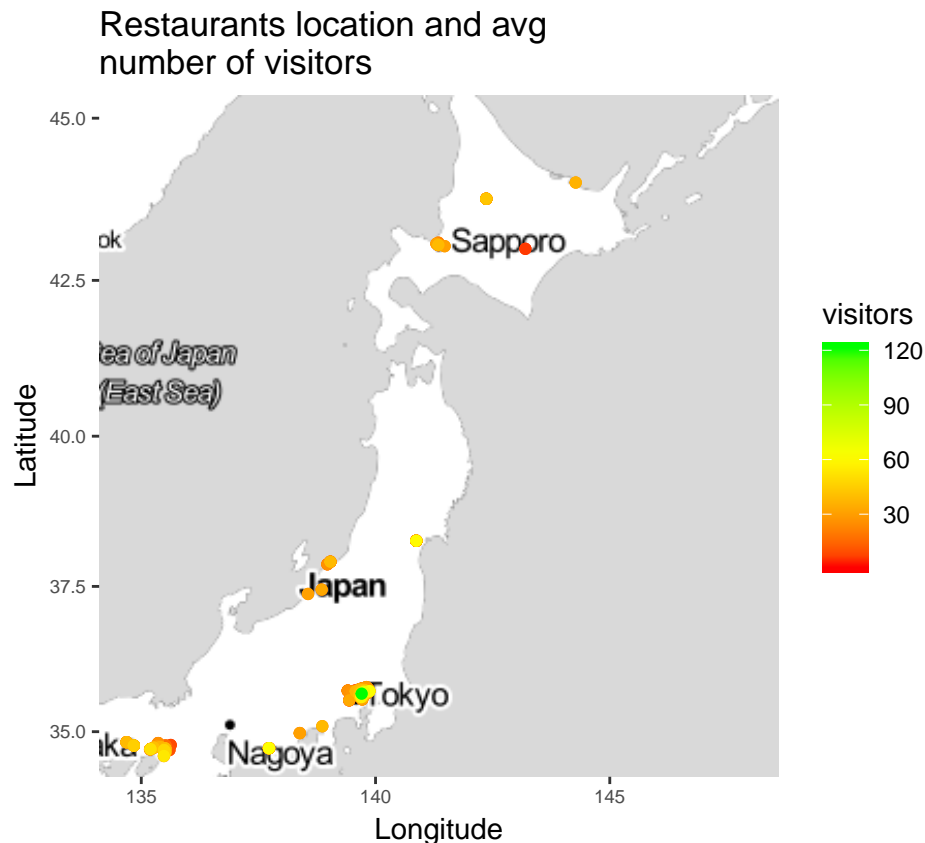 Restaurants location and avg
number of visitors
45.0
ok
Sapporo
42.5
visitors
120
ea of Japan
(East Sea)
90
Latitude
40.0
60
30
37.5
Japan
Tokyo
35.0
aka
Nagoya
135
140
145
Longitude